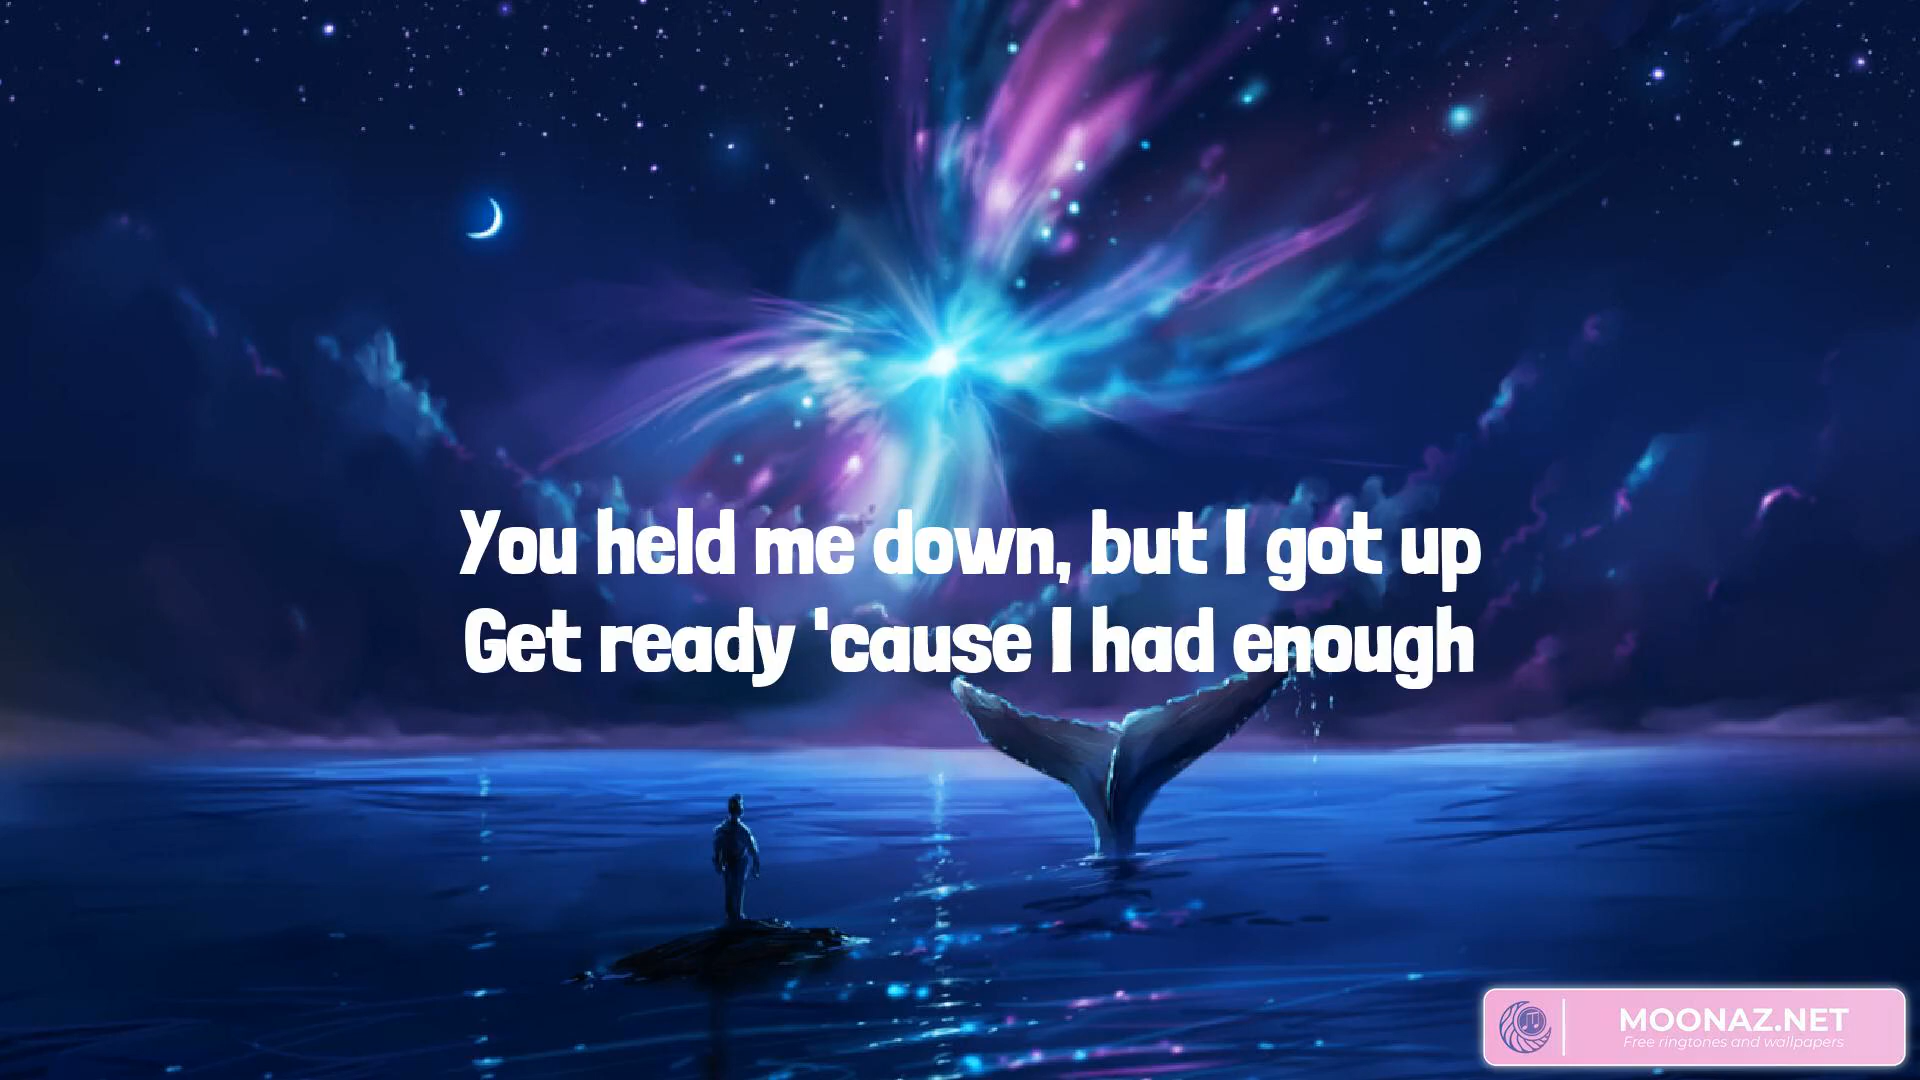 You held me down, but I got up
Get ready 'cause I had enough
MOONAZ.NET
Free ringtones and wallpapers